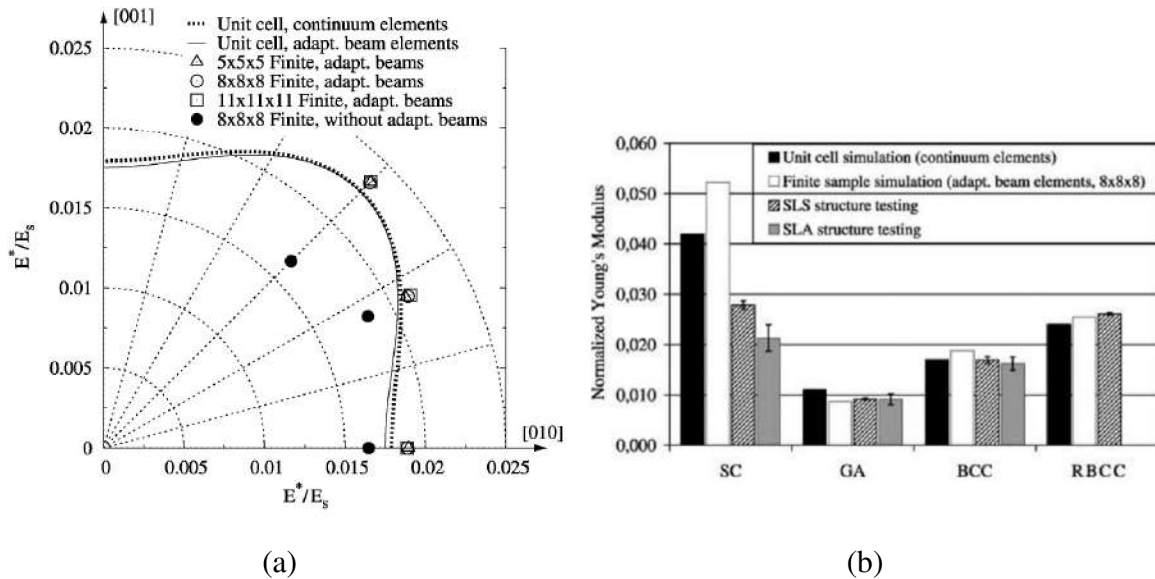 [001]
Unit cell, continuum elements
Unit cell, adapt. beam elements
5x5x5 Finite, adapt. beams
8x8x8 Finite, adapt. beams
11x11x11 Finite, adapt. beams
8x8x8 Finite, without adapt. beams
0.025
0.02
0.015
0.01
0.005
0
E*/Es
[010]
0 0.005 0.01 0.015 0.02 0.025
E*/Es
(a)
Normalized Young's Modulus
0,060
0,050
0,040
0,030
0,020
0,010
0,000
Unit cell simulation (continuum elements)
Finite sample simulation (adapt. beam elements, 8x8x8)
SLS structure testing
SLA structure testing
SC GA BCC RBCC
(b)